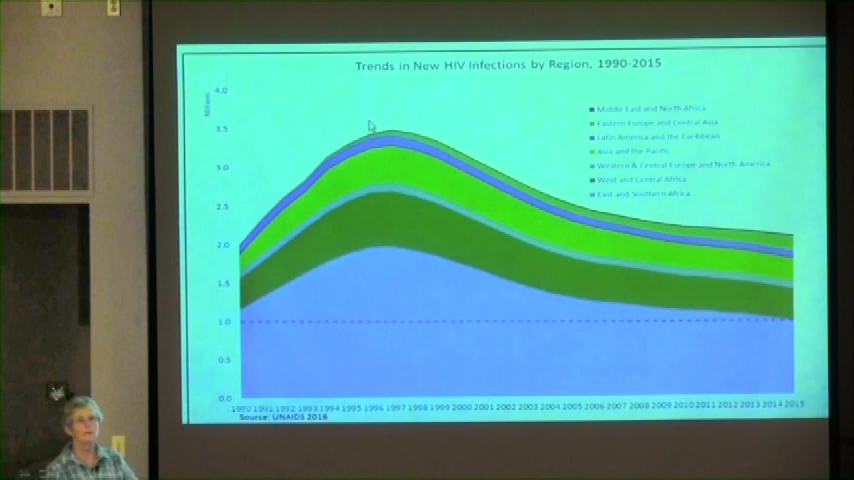 Trends in New HIV Infections by Region, 1990-2015
Millions
4.0
3.5
3.0
2.5
2.0
1.5
1.0
0.5
0.0
Middle East and North Africa
Eastern Europe and Central Asia
Latin America and the Caribbean
Asia and the Pacific
Western & Central Europe and North America
West and Central Africa
East and Southern Africa
1990 1991 1992 1993 1994 1995 1996 1997 1998 1999 2000 2001 2002 2003 2004 2005 2006 2007 2008 2009 2010 2011 2012 2013 2014 2015
Source: UNAIDS 2016